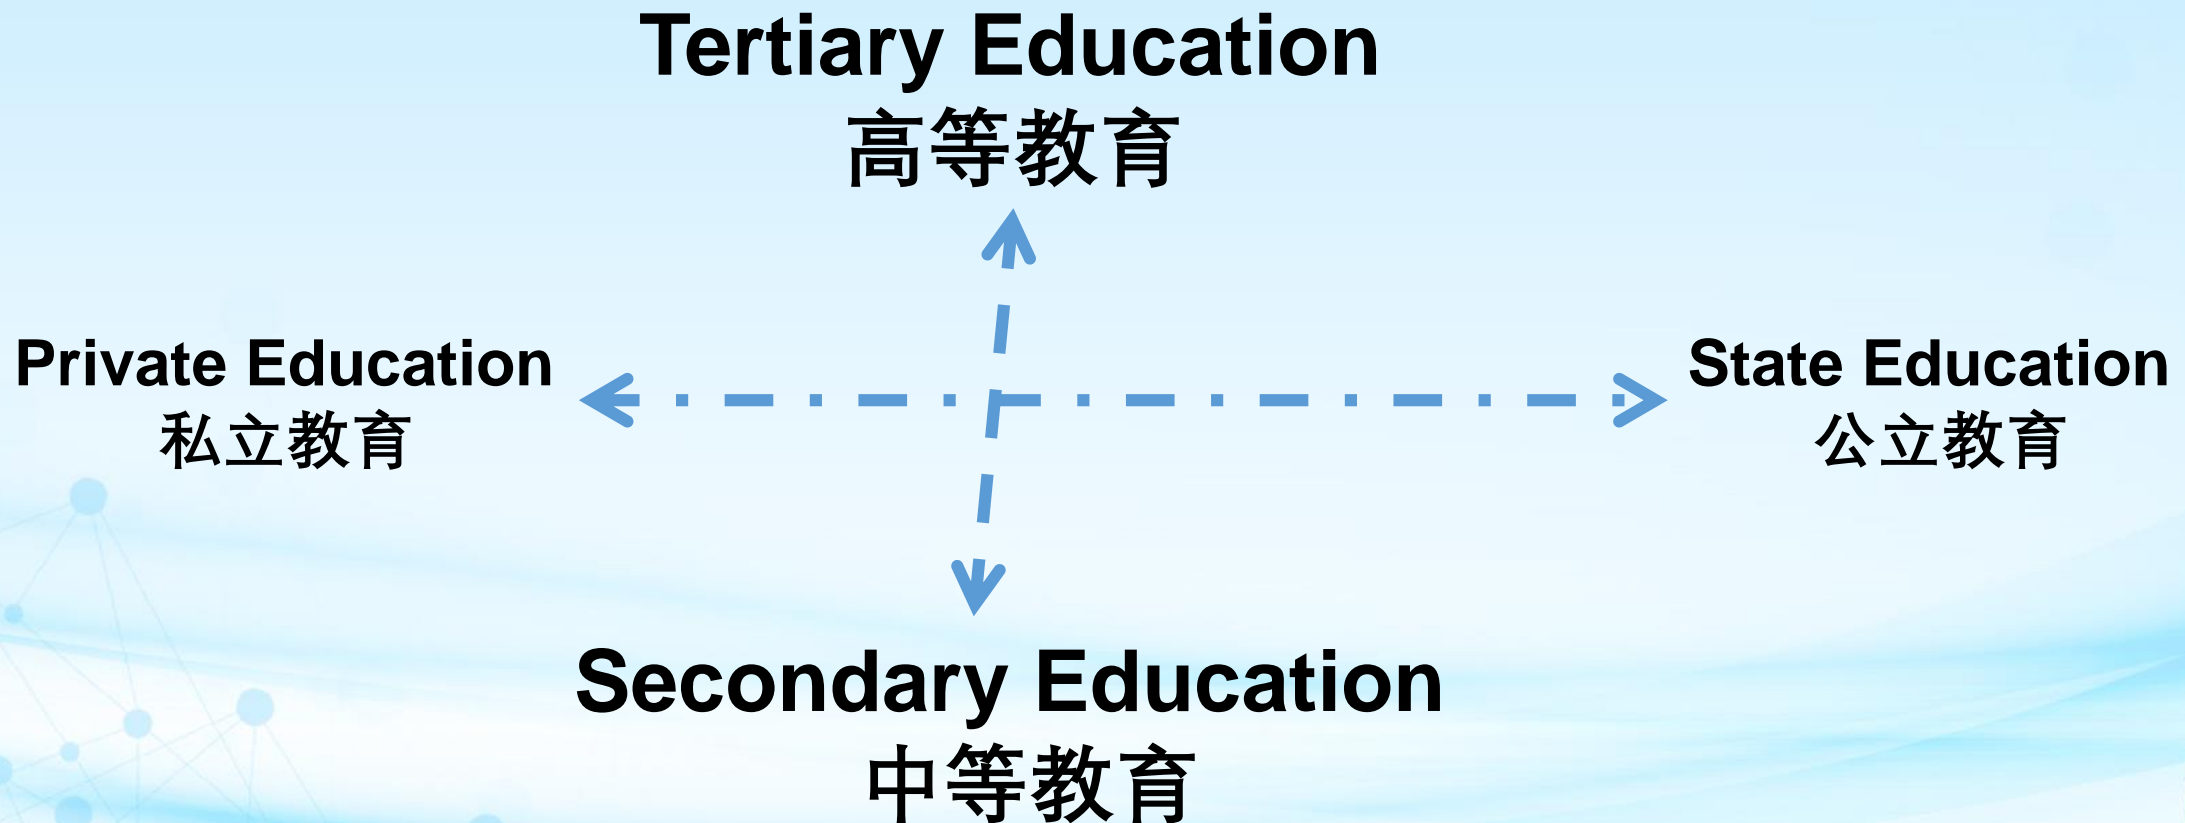 Tertiary Education
高等教育
Private Education
私立教育
State Education
公立教育
Secondary Education
中等教育